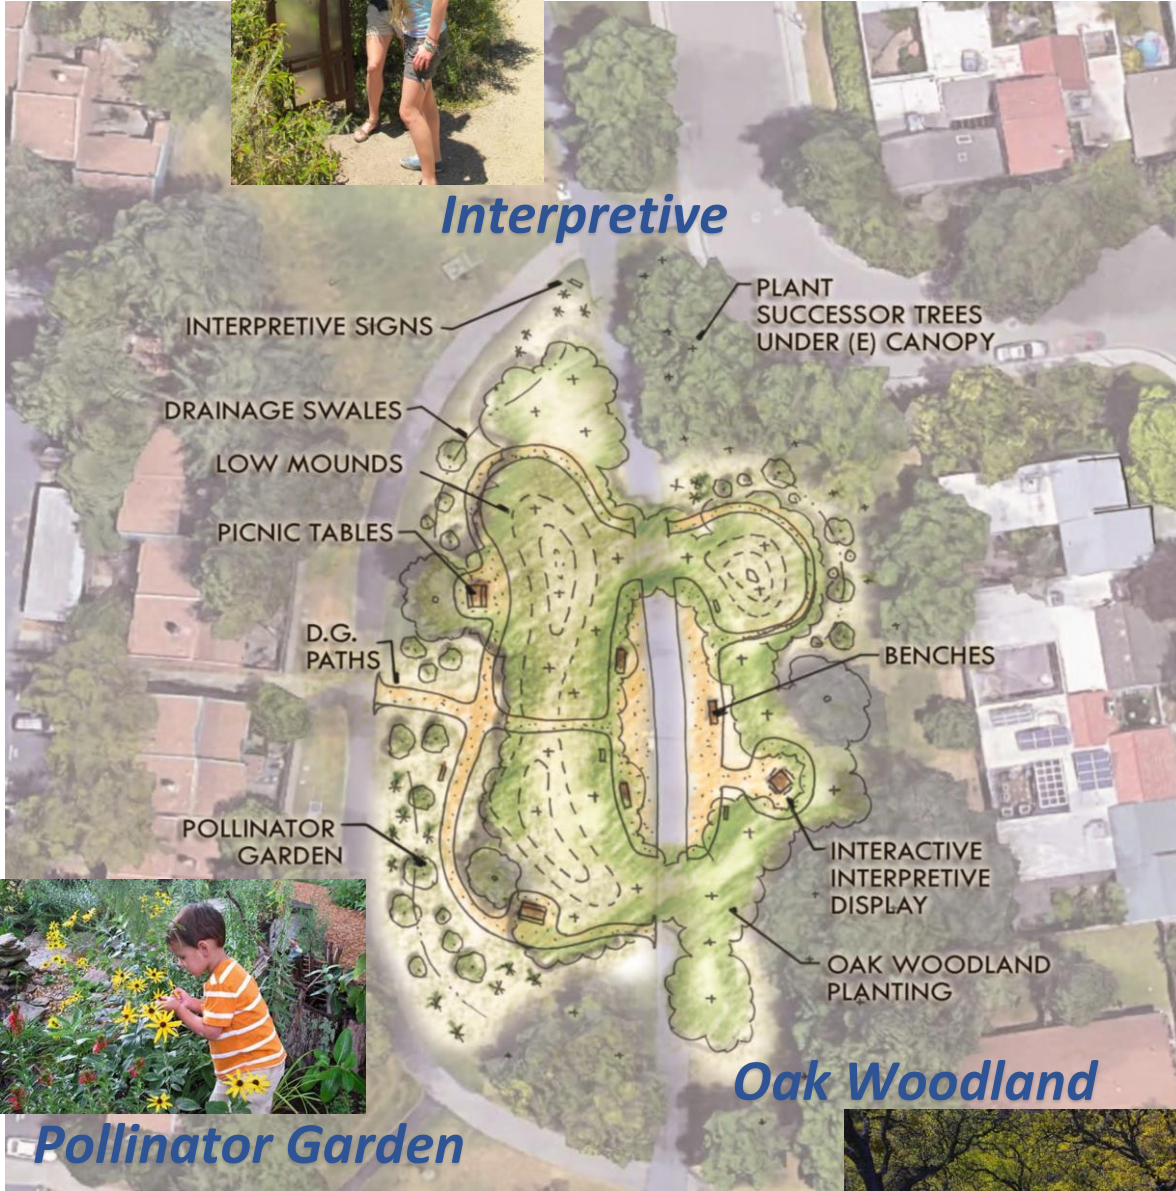 Interpretive
PLANT
SUCCESSOR TREES
UNDER (E) CANOPY
INTERPRETIVE SIGNS
DRAINAGE SWALES
LOW MOUNDS
PICNIC TABLES
D.G.
PATHS
BENCHES
POLLINATOR
GARDEN
INTERACTIVE
INTERPRETIVE
DISPLAY
OAK WOODLAND
PLANTING
Oak Woodland
Pollinator Garden